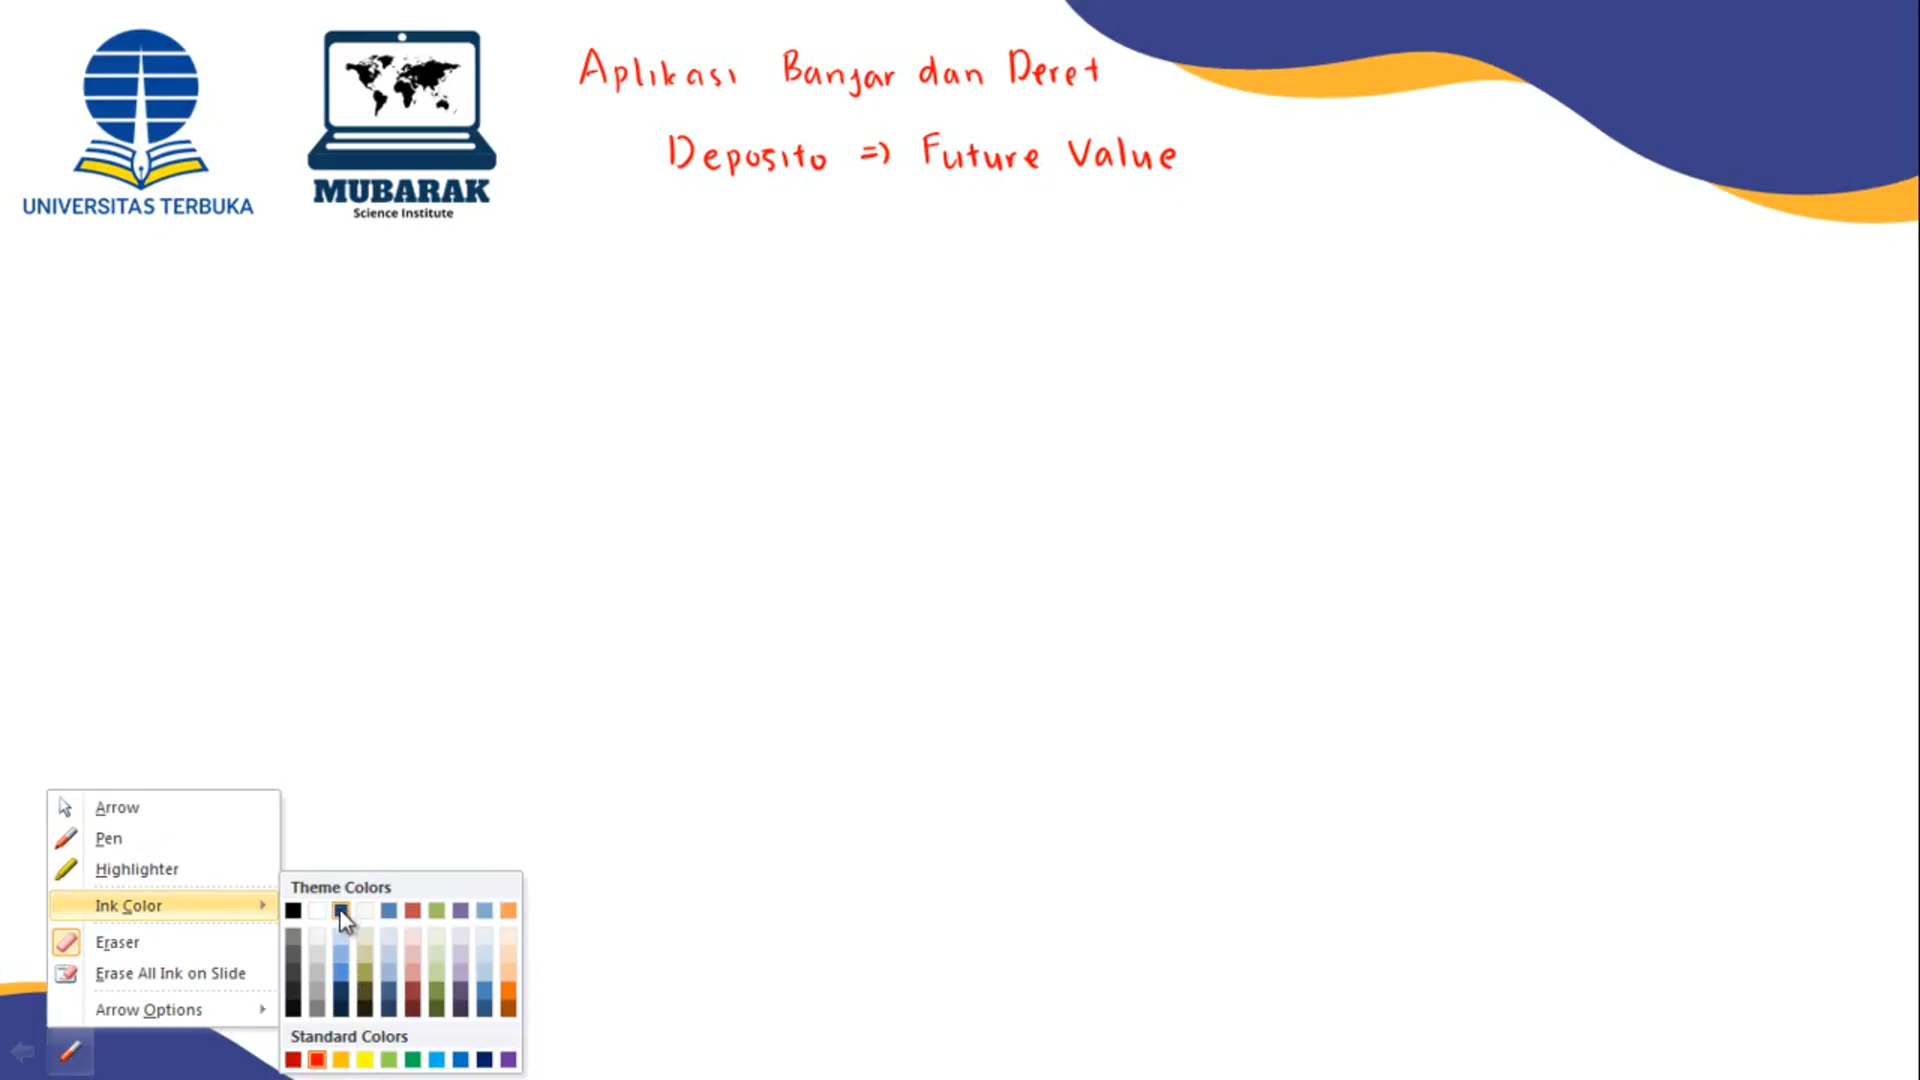 UNIVERSITAS TERBUKA
MUBARAK
Science Institute
Aplikasi Banjar dan Deret
Deposito => Future Value
Arrow
Pen
Highlighter
Ink Color
Eraser
Erase All Ink on Slide
Arrow Options
Theme Colors
Standard Colors